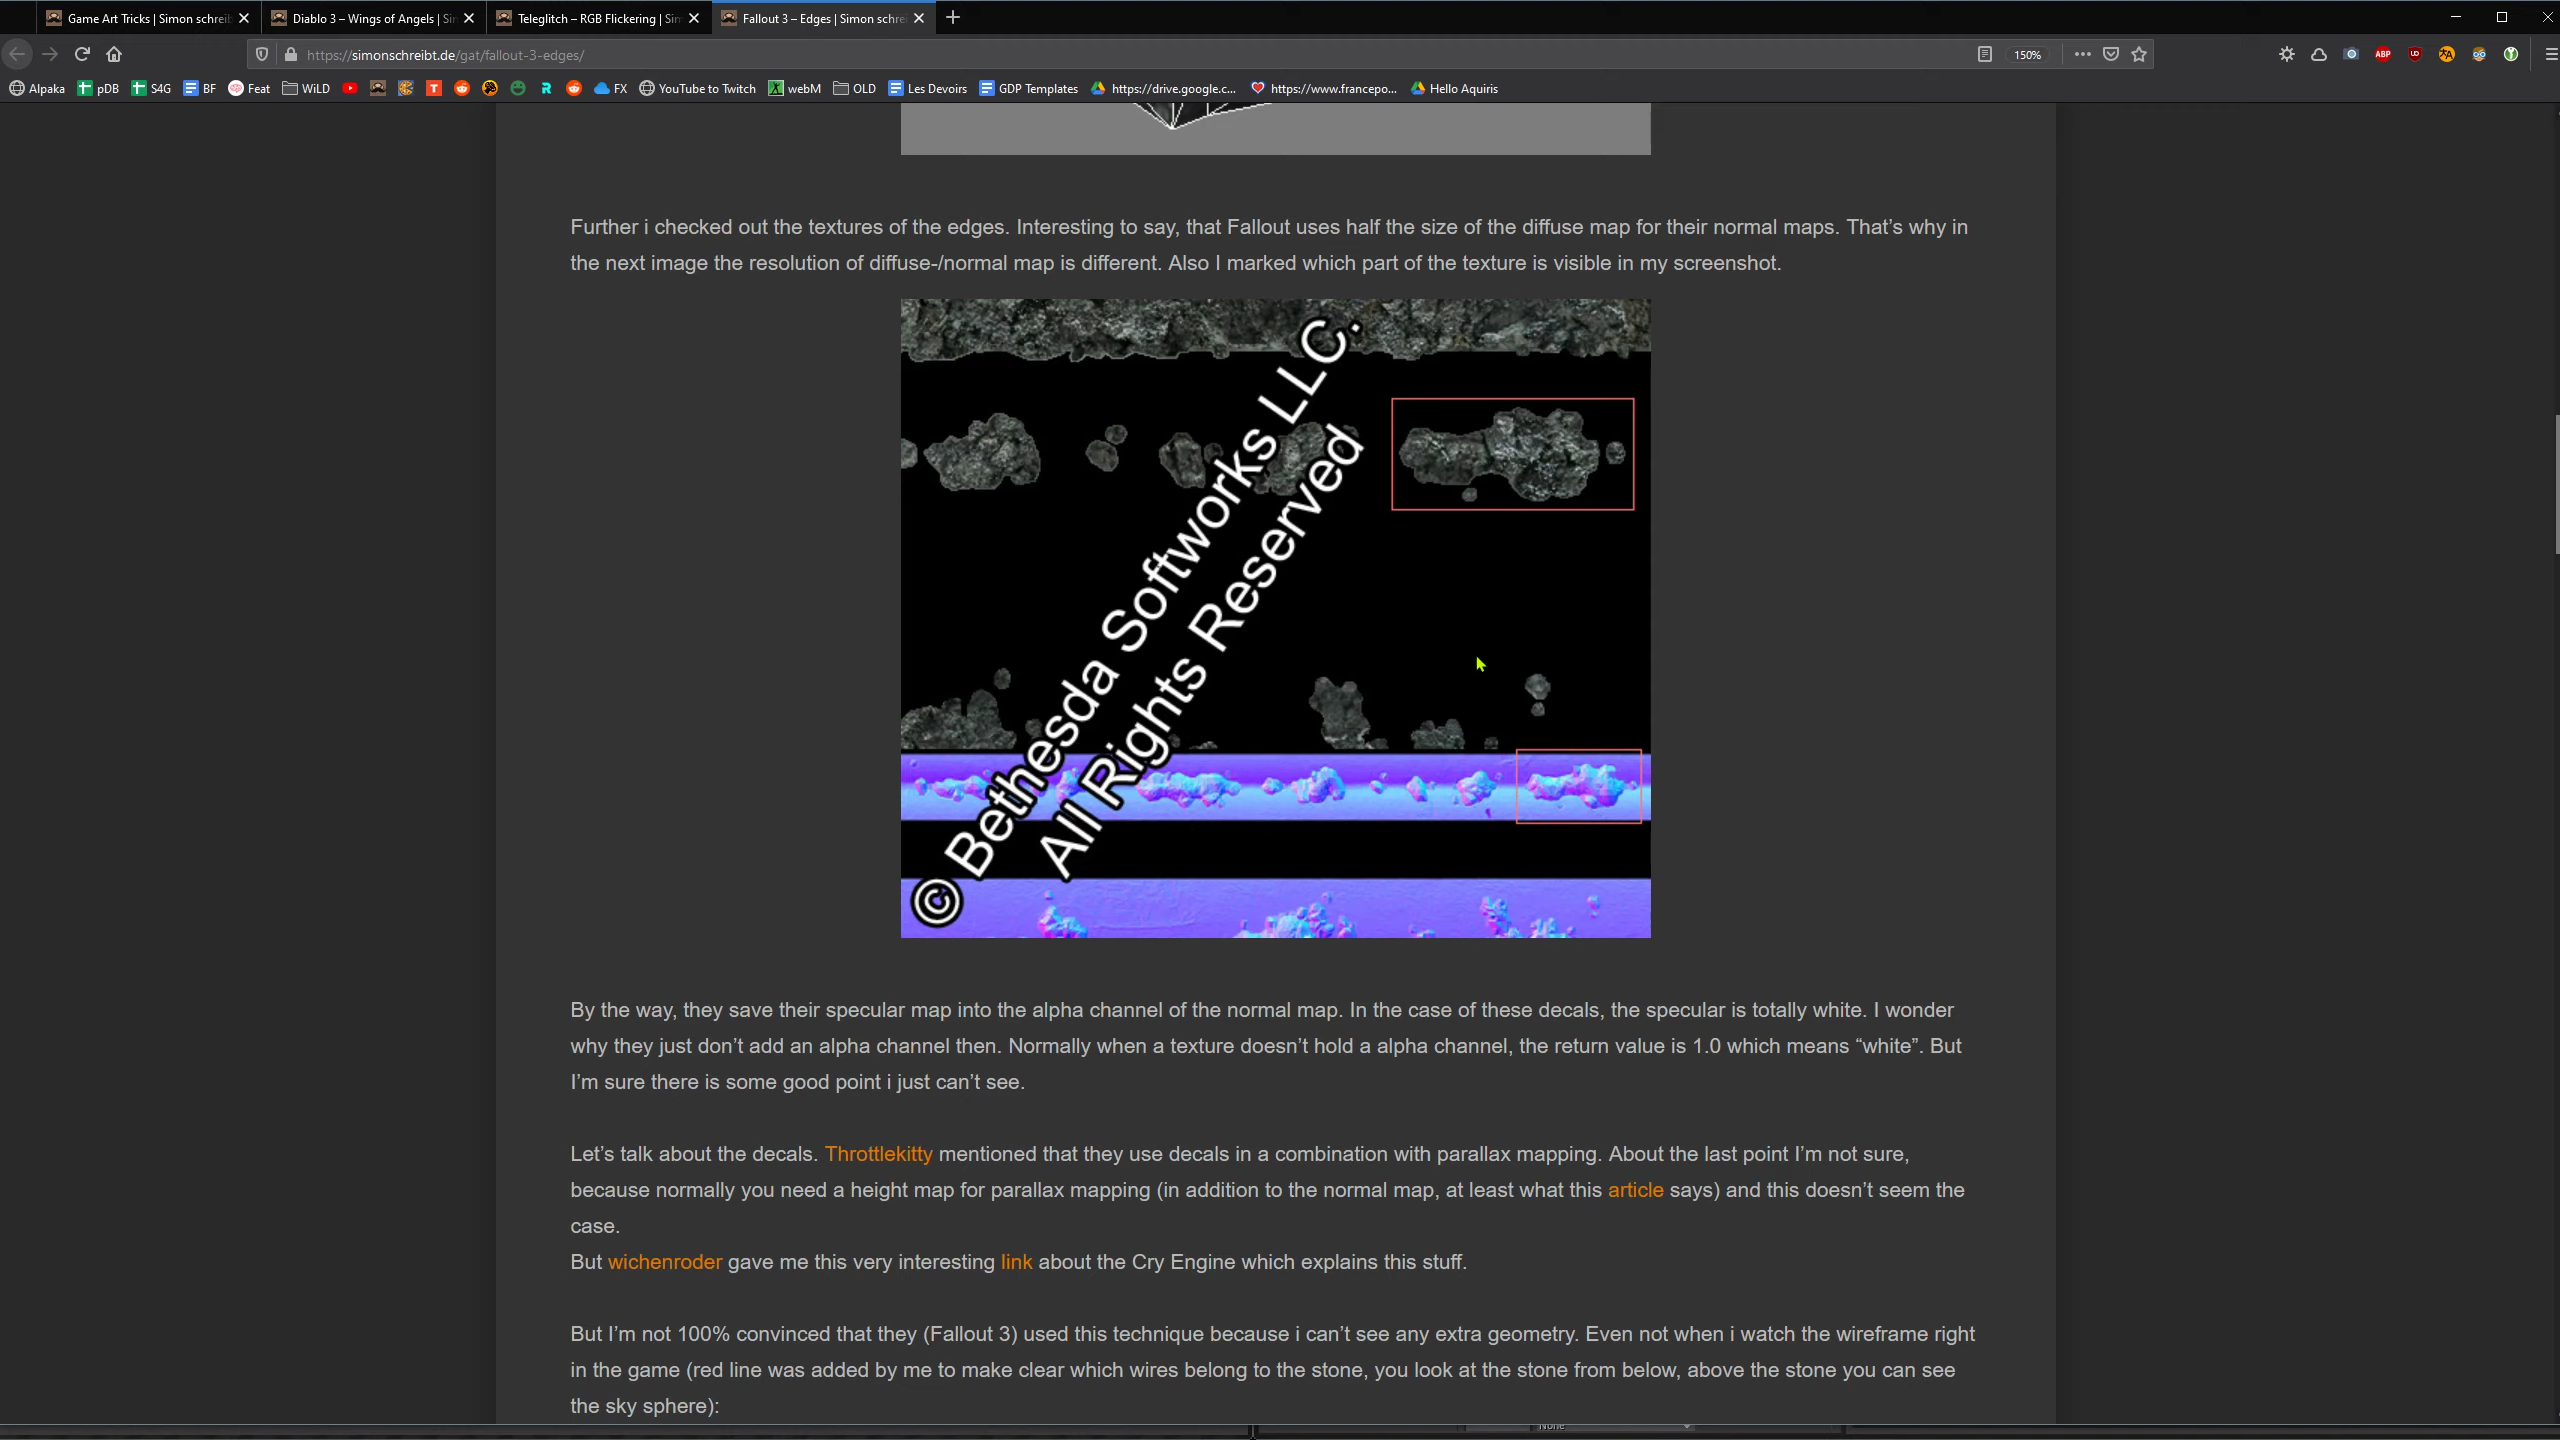 Game Art Tricks | Simon schreib
Diablo 3 – Wings of Angels | Sim
Teleglitch – RGB Flickering | Sim
Fallout 3 – Edges | Simon schrei
https://simonschreibt.de/gat/fallout-3-edges/
150%
ABP
Alpaka
pDB
S4G
BF
Feat
WiLD
FX
YouTube to Twitch
webM
OLD
Les Devoirs
GDP Templates
https://drive.google.c...
https://www.francepo...
Hello Aquiris
Further i checked out the textures of the edges. Interesting to say, that Fallout uses half the size of the diffuse map for their normal maps. That’s why in
the next image the resolution of diffuse-/normal map is different. Also I marked which part of the texture is visible in my screenshot.
© Bethesda Softworks LLC.
All Rights Reserved
By the way, they save their specular map into the alpha channel of the normal map. In the case of these decals, the specular is totally white. I wonder
why they just don’t add an alpha channel then. Normally when a texture doesn’t hold a alpha channel, the return value is 1.0 which means “white”. But
I’m sure there is some good point i just can’t see.
Let’s talk about the decals. Throttlekitty mentioned that they use decals in a combination with parallax mapping. About the last point I’m not sure,
because normally you need a height map for parallax mapping (in addition to the normal map, at least what this article says) and this doesn’t seem the
case.
But wichenroder gave me this very interesting link about the Cry Engine which explains this stuff.
But I’m not 100% convinced that they (Fallout 3) used this technique because i can’t see any extra geometry. Even not when i watch the wireframe right
in the game (red line was added by me to make clear which wires belong to the stone, you look at the stone from below, above the stone you can see
the sky sphere):
None